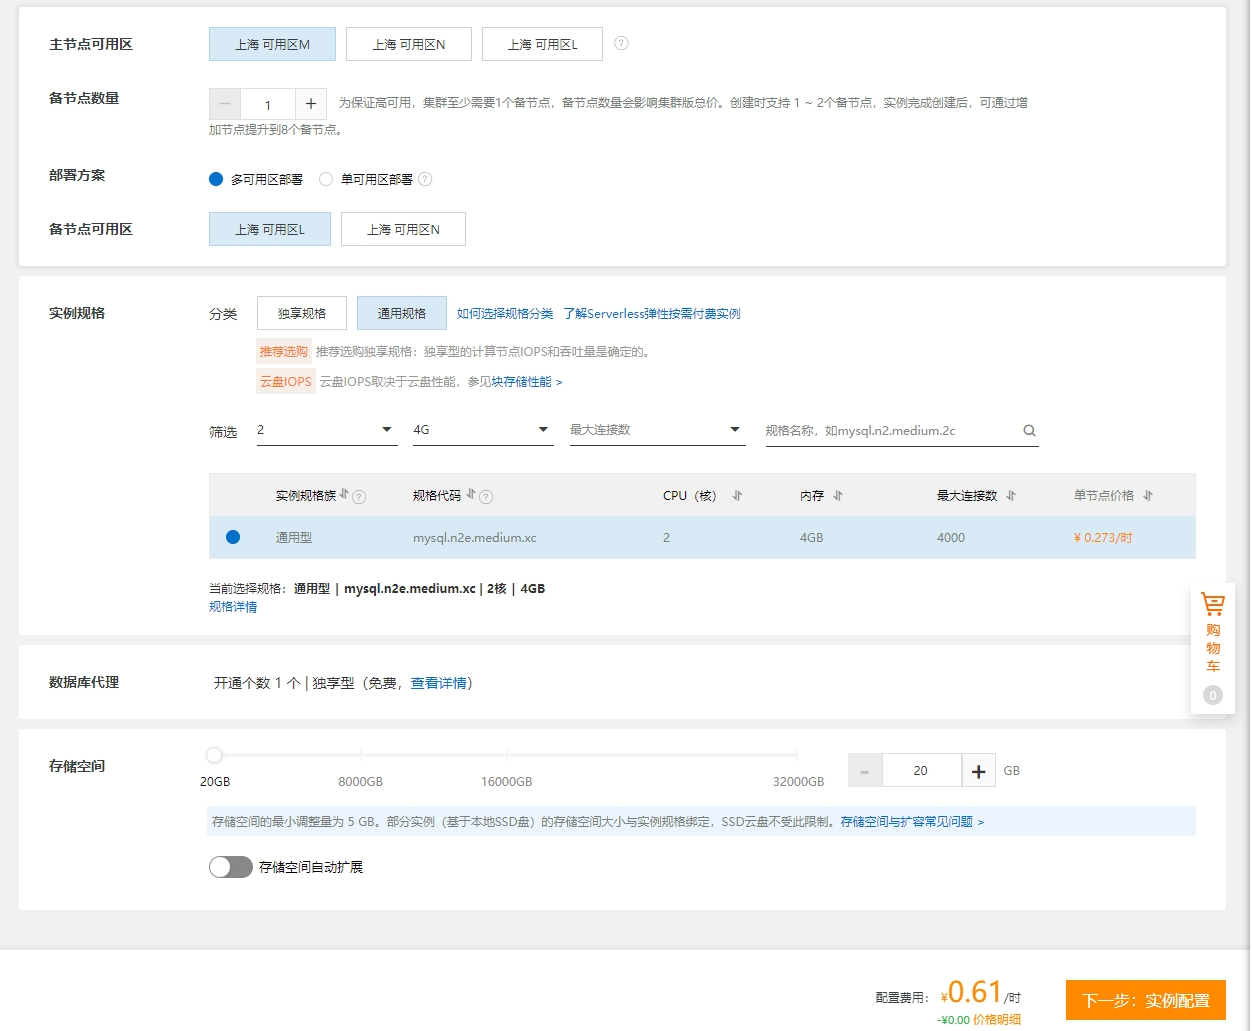 主节点可用区 上海 可用区M 上海 可用区N 上海 可用区L ?
备节点数量 − 1 + 为保证高可用，集群至少需要1个备节点，备节点数量会影响集群版总价。创建时支持 1 ~ 2个备节点，实例完成创建后，可通过增
加节点提升到8个备节点。
部署方案 多可用区部署 单可用区部署 ?
备节点可用区 上海 可用区L 上海 可用区N
实例规格 分类 独享规格 通用规格 如何选择规格分类 了解Serverless弹性按需付费实例
推荐选购 推荐选购独享规格：独享型的计算节点IOPS和吞吐量是确定的。
云盘IOPS 云盘IOPS取决于云盘性能，参见块存储性能 >
筛选 2 4G 最大连接数 规格名称，如mysql.n2.medium.2c
实例规格族 ? 规格代码 ? CPU（核） 内存 最大连接数 单节点价格
通用型 mysql.n2e.medium.xc 2 4GB 4000 ¥ 0.273/时
当前选择规格：通用型 | mysql.n2e.medium.xc | 2核 | 4GB
规格详情
购
物
车
0
数据库代理 开通个数 1 个 | 独享型（免费，查看详情）
存储空间 20GB 8000GB 16000GB 32000GB − 20 + GB
存储空间的最小调整量为 5 GB。部分实例（基于本地SSD盘）的存储空间大小与实例规格绑定，SSD云盘不受此限制。存储空间与扩容常见问题 >
存储空间自动扩展
配置费用：¥0.61/时 下一步：实例配置
-¥0.00 价格明细